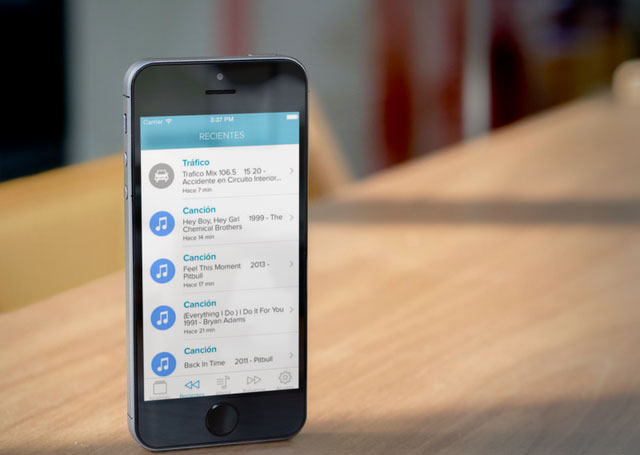 Carrier 3:37 PM
RECIENTES
Tráfico
Trafico Mix 106.5 15 20 -
Accidente en Circuito Interior...
Hace 7 min
Canción
Hey Boy, Hey Girl 1999 - The
Chemical Brothers
Hace 14 min
Canción
Feel This Moment 2013 -
Pitbull
Hace 17 min
Canción
(Everything I Do ) I Do It For You
1991 - Bryan Adams
Hace 21 min
Canción
Back In Time 2011 - Pitbull
Recientes